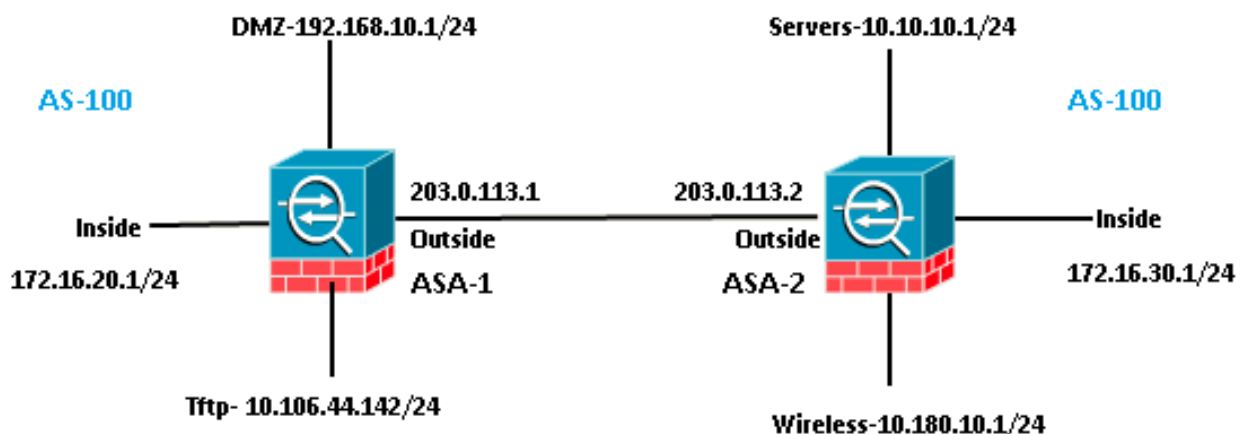 DMZ-192.168.10.1/24
Servers-10.10.10.1/24
AS-100
AS-100
203.0.113.1
203.0.113.2
Inside
Outside
Outside
Inside
172.16.20.1/24
ASA-1
ASA-2
172.16.30.1/24
Tftp- 10.106.44.142/24
Wireless-10.180.10.1/24